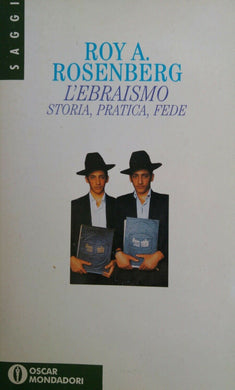 SAGGI
ROY A.
ROSENBERG
L'EBRAISMO
STORIA, PRATICA, FEDE
OSCAR
MONDADORI